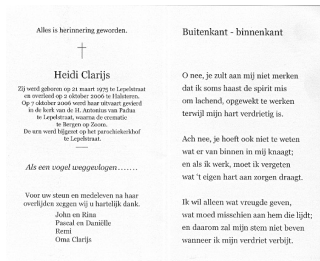 Alles is herinnering geworden.
Heidi Clarijs
Zij werd geboren op 21 maart 1975 te Lepelstraat
en overleed op 2 oktober 2006 te Halsteren.
Op 7 oktober 2006 werd haar uitvaart gevierd
in de kerk van de H. Antonius van Padua
te Lepelstraat, waarna de crematie
te Bergen op Zoom.
De urn werd bijgezet op het parochiekerkhof
te Lepelstraat.
Als een vogel weggevlogen…….
Voor uw steun en medeleven na haar
overlijden zeggen wij u hartelijk dank.
John en Rina
Pascal en Daniëlle
Remi
Oma Clarijs
Buitenkant - binnenkant
O nee, je zult aan mij niet merken
dat ik soms haast de spirit mis
om lachend, opgewekt te werken
terwijl mijn hart verdrietig is.
Ach nee, je hoeft ook niet te weten
wat er van binnen in mij knaagt;
en als ik werk, moet ik vergeten
wat 't eigen hart aan zorgen draagt.
Ik wil alleen wat vreugde geven,
wat moed misschien aan hem die lijdt;
en daarom zal mijn stem niet beven
wanneer ik mijn verdriet verbijt.